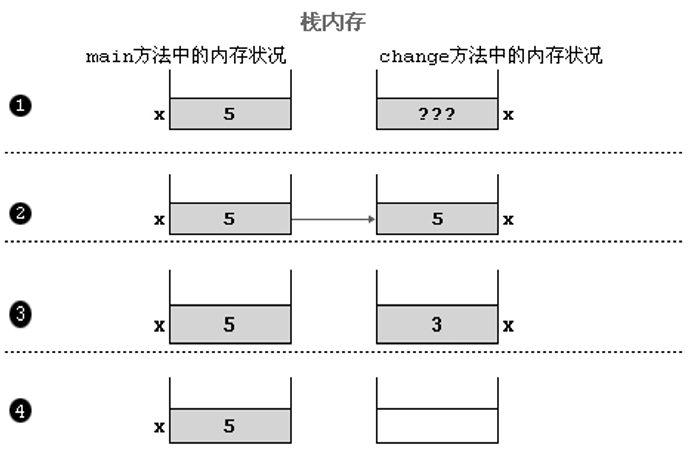 栈内存
main方法中的内存状况 change方法中的内存状况
❶ x 5 ??? x
❷ x 5 5 x
❸ x 5 3 x
❹ x 5